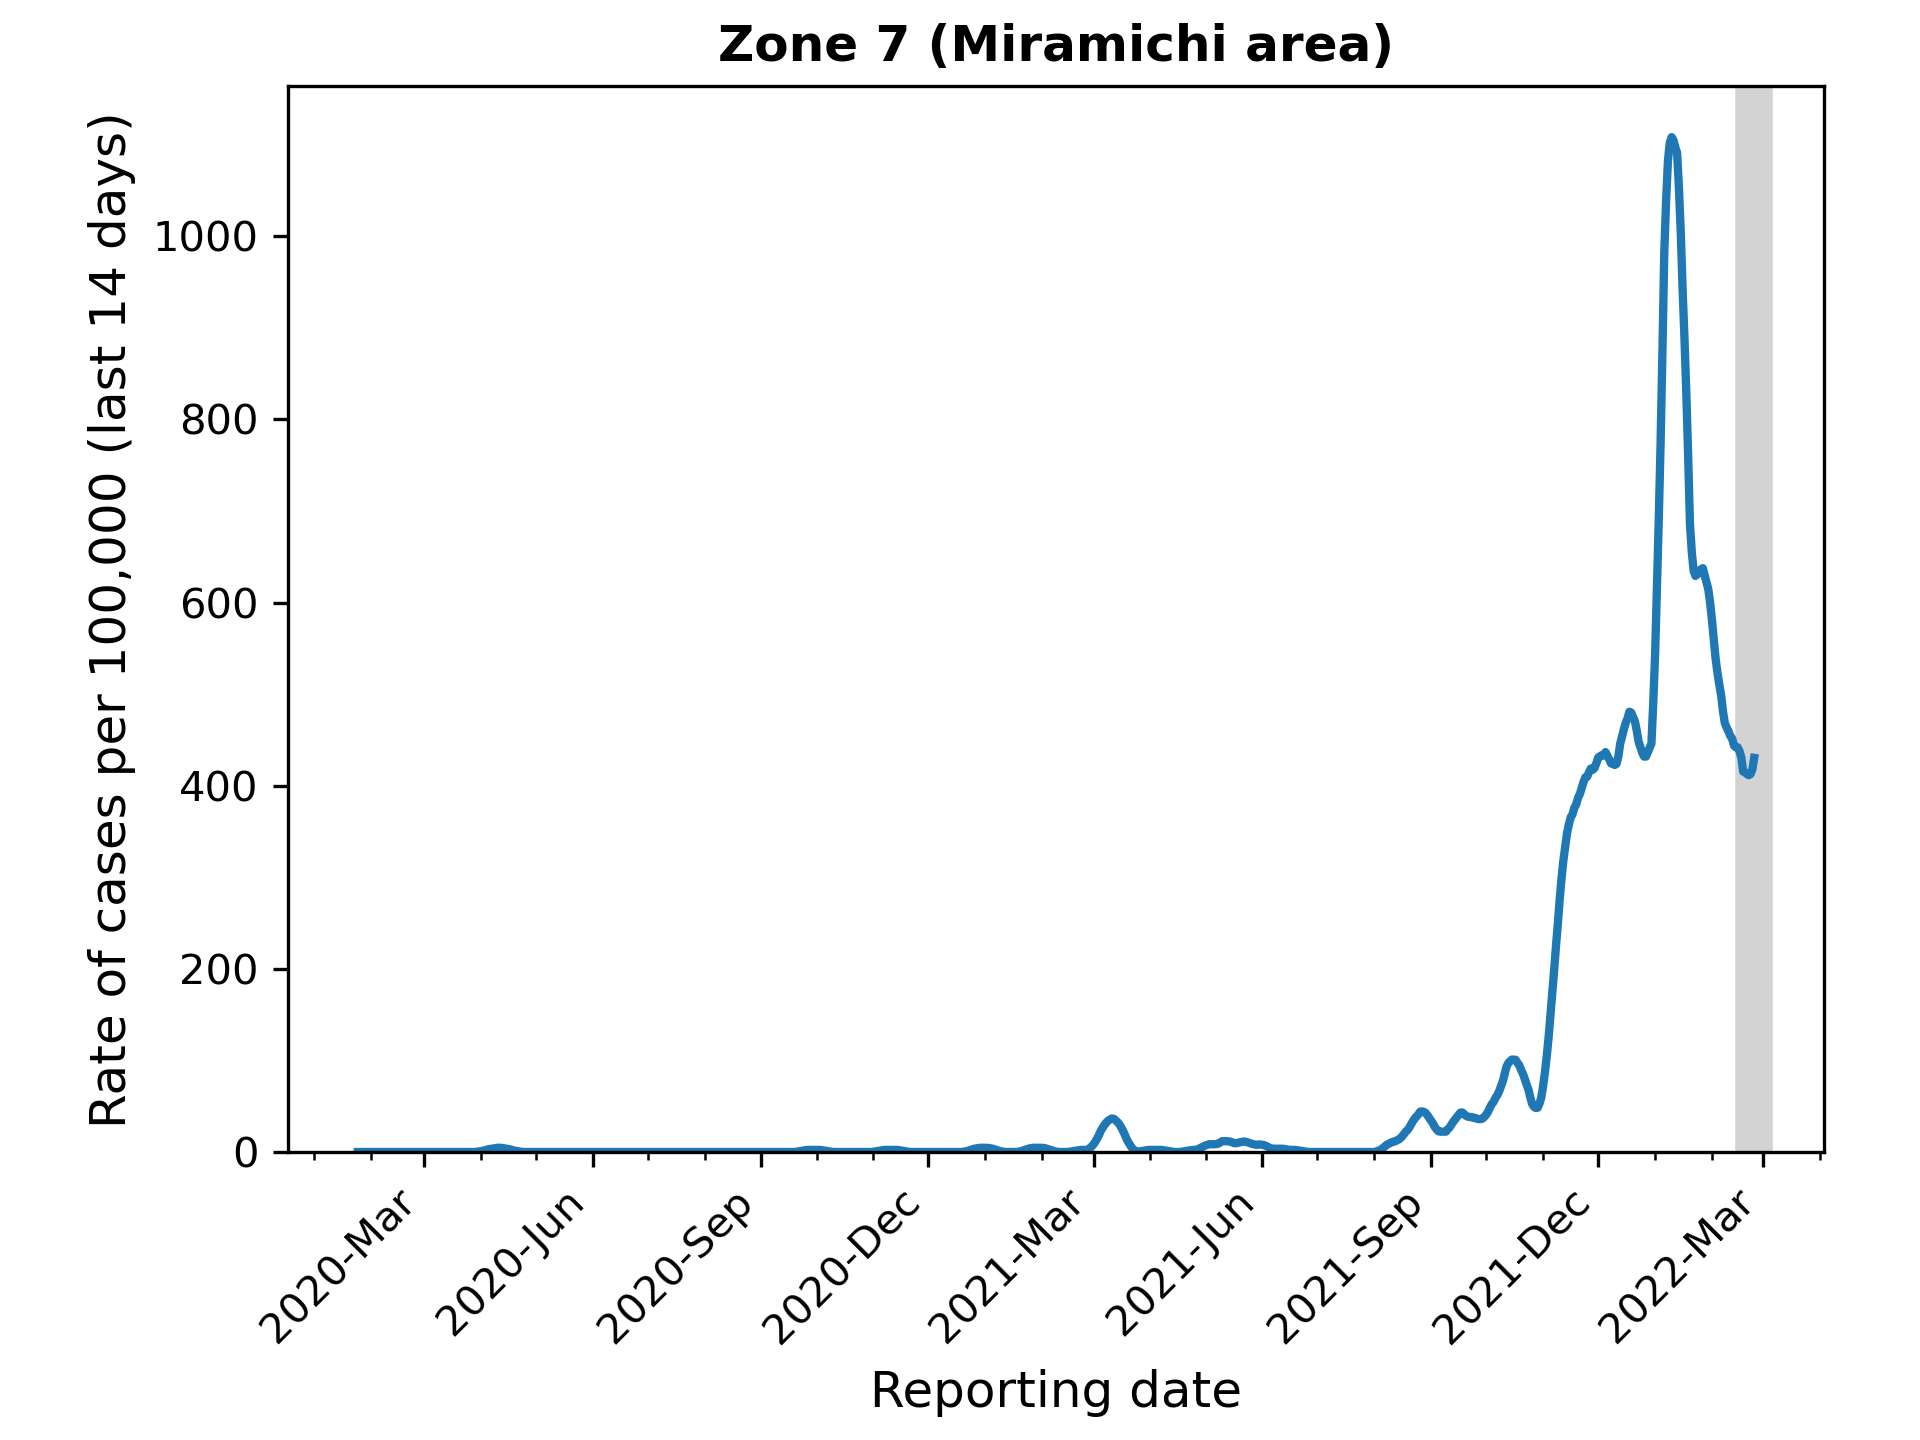 Zone 7 (Miramichi area)
Rate of cases per 100,000 (last 14 days)
1000
800
600
400
200
0
2020-Mar
2020-Jun
2020-Sep
2020-Dec
2021-Mar
2021-Jun
2021-Sep
2021-Dec
2022-Mar
Reporting date